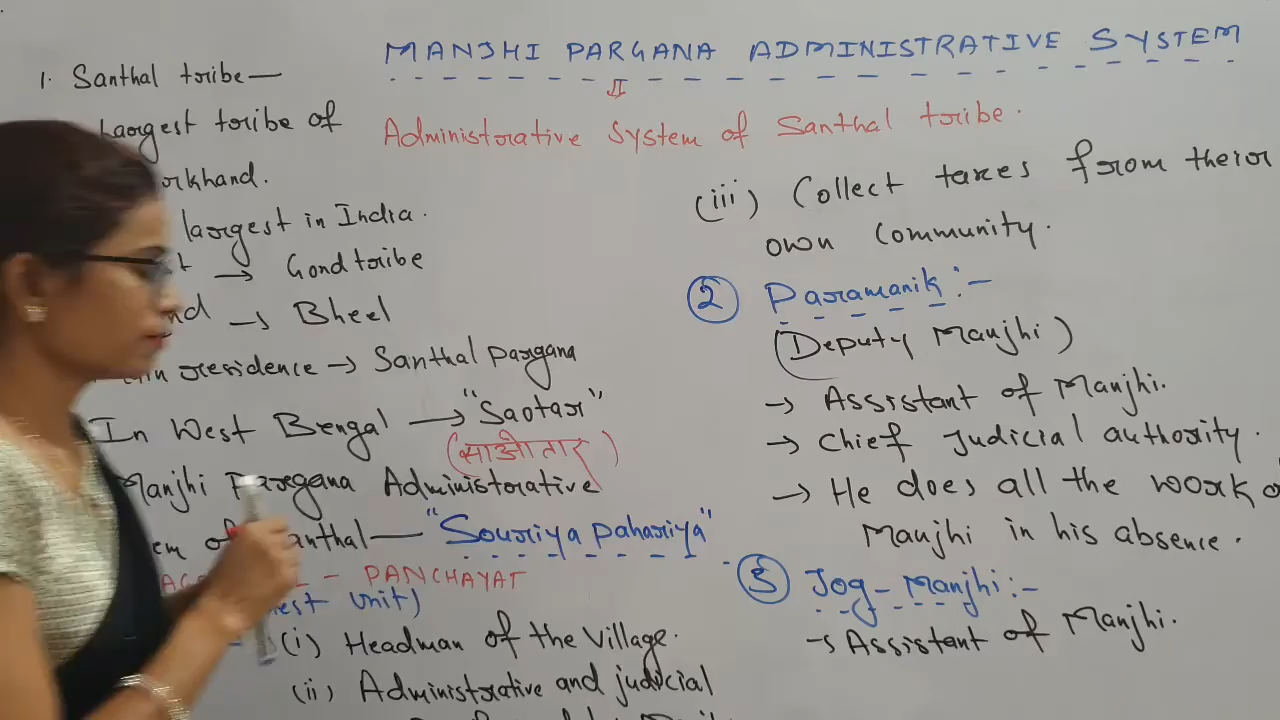 MANJHI PARGANA ADMINISTRATIVE SYSTEM
Administrative System of Santhal tribe.
1. Santhal tribe—
Largest tribe of
largest in India.
→ Gond tribe
→ Bheel
residence → Santhal Pargana
In West Bengal → "Saotar"
(साओतार)
Manjhi Paragana Administrative
of Santhal— "Souriya Pahariya"
- PANCHAYAT
Unit)
(i) Headman of the Village.
(ii) Administrative and judicial
(iii) Collect taxes from their
own Community.
2 Paramanik :-
(Deputy Manjhi)
→ Assistant of Manjhi.
→ Chief Judicial authority.
→ He does all the work
Manjhi in his absence.
3 Jog-Manjhi :-
→ Assistant of Manjhi.